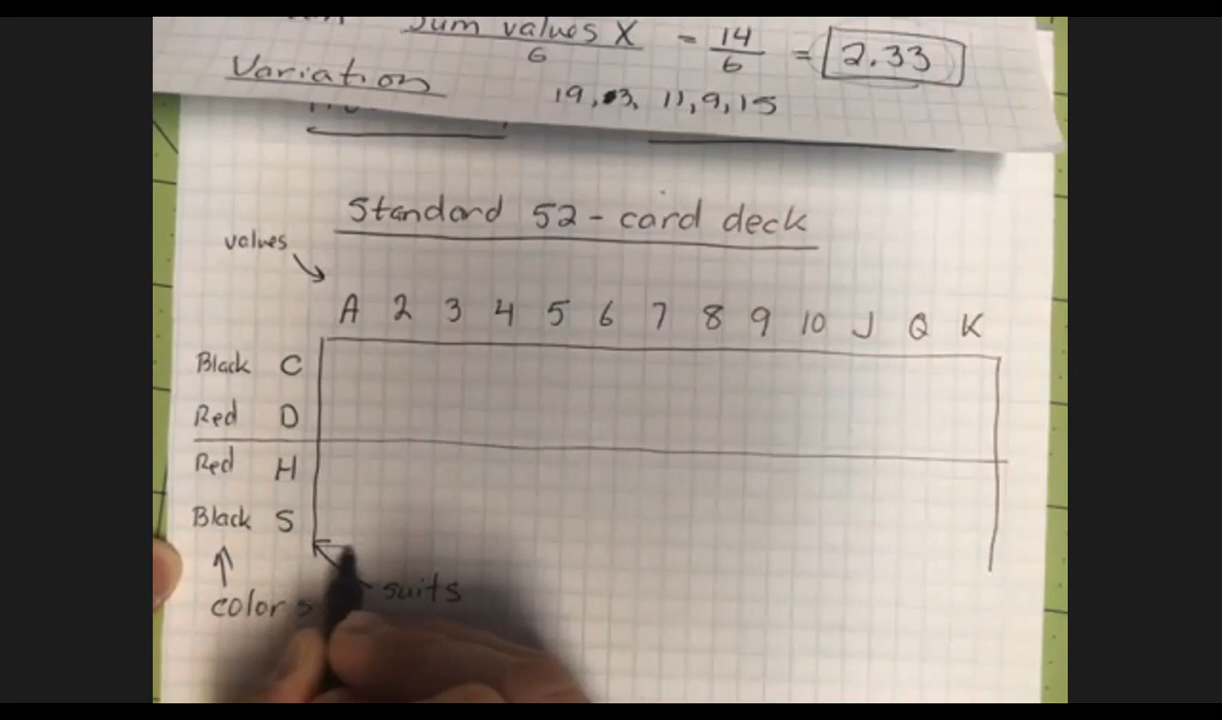 Sum values X = 14 = 2.33
6 6
Variation
19, 3, 11, 9, 15
Standard 52-card deck
values
A 2 3 4 5 6 7 8 9 10 J Q K
Black C
Red D
Red H
Black S
colors suits